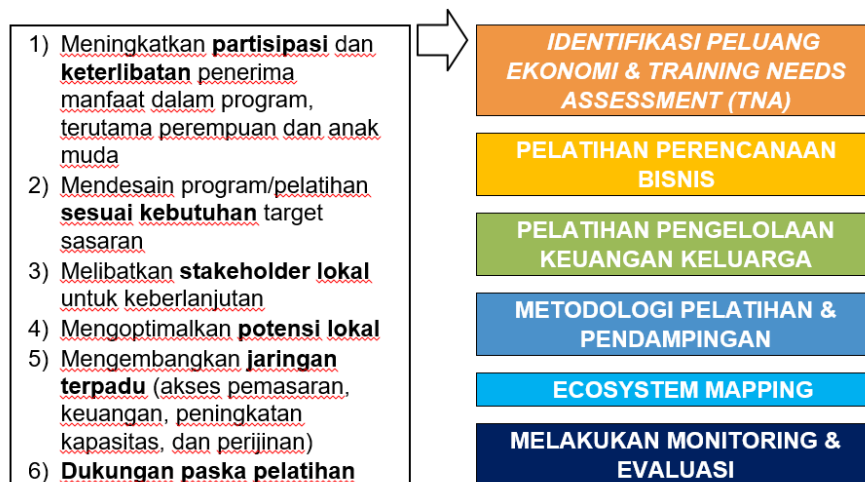 1) Meningkatkan partisipasi dan
keterlibatan penerima
manfaat dalam program,
terutama perempuan dan anak
muda
2) Mendesain program/pelatihan
sesuai kebutuhan target
sasaran
3) Melibatkan stakeholder lokal
untuk keberlanjutan
4) Mengoptimalkan potensi lokal
5) Mengembangkan jaringan
terpadu (akses pemasaran,
keuangan, peningkatan
kapasitas, dan perijinan)
6) Dukungan paska pelatihan
IDENTIFIKASI PELUANG
EKONOMI & TRAINING NEEDS
ASSESSMENT (TNA)
PELATIHAN PERENCANAAN
BISNIS
PELATIHAN PENGELOLAAN
KEUANGAN KELUARGA
METODOLOGI PELATIHAN &
PENDAMPINGAN
ECOSYSTEM MAPPING
MELAKUKAN MONITORING &
EVALUASI